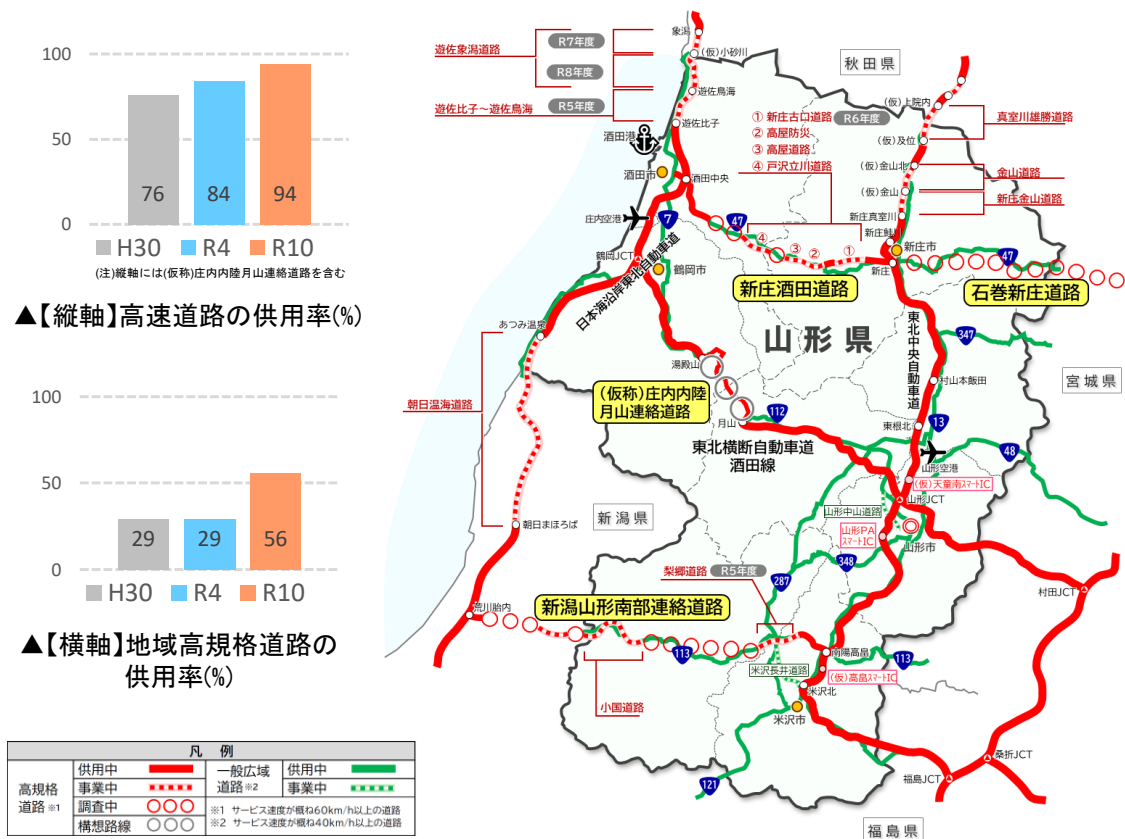 100
50
0
76
84
94
H30
R4
R10
(注)縦軸には(仮称)庄内内陸月山連絡道路を含む
▲【縦軸】高速道路の供用率(%)
100
50
0
29
29
56
H30
R4
R10
▲【横軸】地域高規格道路の
供用率(%)
凡 例
高規格
道路 ※1
供用中
事業中
調査中
構想路線
一般広域
道路 ※2
供用中
事業中
※1 サービス速度が概ね60km/h以上の道路
※2 サービス速度が概ね40km/h以上の道路
遊佐象潟道路
R7年度
R8年度
遊佐比子～遊佐鳥海
R5年度
象潟
(仮)小砂川
遊佐鳥海
遊佐比子
酒田港
酒田市
酒田中央
庄内空港
7
47
鶴岡JCT
鶴岡市
日本海沿岸東北自動車道
あつみ温泉
① 新庄古口道路
R6年度
② 高屋防災
③ 高屋道路
④ 戸沢立川道路
④
③
②
①
新庄酒田道路
秋田県
(仮)上院内
真室川雄勝道路
(仮)及位
(仮)金山北
金山道路
(仮)金山
新庄金山道路
新庄真室川
新庄鮭川
新庄市
新庄
47
石巻新庄道路
山形県
東北中央自動車道
347
宮城県
村山本飯田
13
東根北
48
山形空港
湯殿山
(仮称)庄内内陸
月山連絡道路
月山
112
東北横断自動車道
酒田線
朝日温海道路
朝日まほろば
新潟県
(仮)天童南スマートIC
山形JCT
山形中山道路
山形PA
スマートIC
山形市
348
287
梨郷道路
R5年度
村田JCT
荒川胎内
新潟山形南部連絡道路
113
小国道路
米沢長井道路
南陽高畠
113
(仮)高畠スマートIC
米沢北
米沢市
121
福島JCT
桑折JCT
福島県